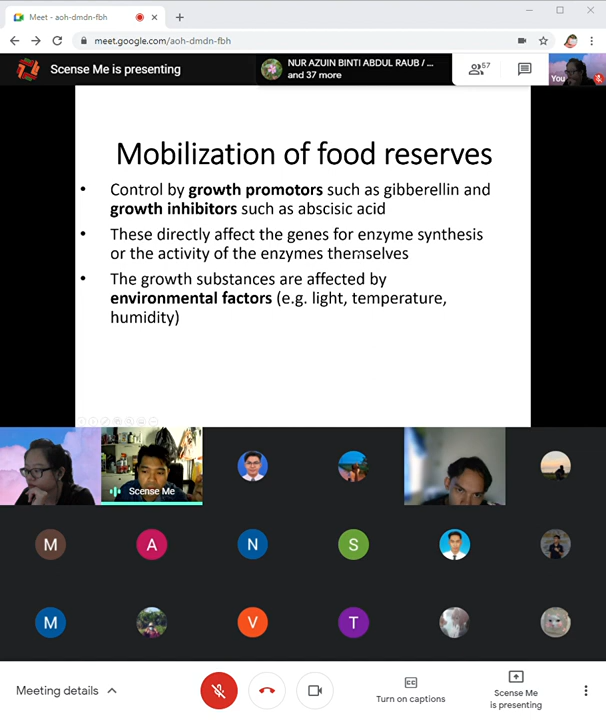 Meet - aoh-dmdn-fbh
meet.google.com/aoh-dmdn-fbh
Scense Me is presenting
NUR AZUIN BINTI ABDUL RAUB / ...
and 37 more
57
You
Mobilization of food reserves
• Control by growth promotors such as gibberellin and
growth inhibitors such as abscisic acid
• These directly affect the genes for enzyme synthesis
or the activity of the enzymes themselves
• The growth substances are affected by
environmental factors (e.g. light, temperature,
humidity)
Scense Me
M
A
N
S
M
V
T
Meeting details
CC
Turn on captions
Scense Me
is presenting